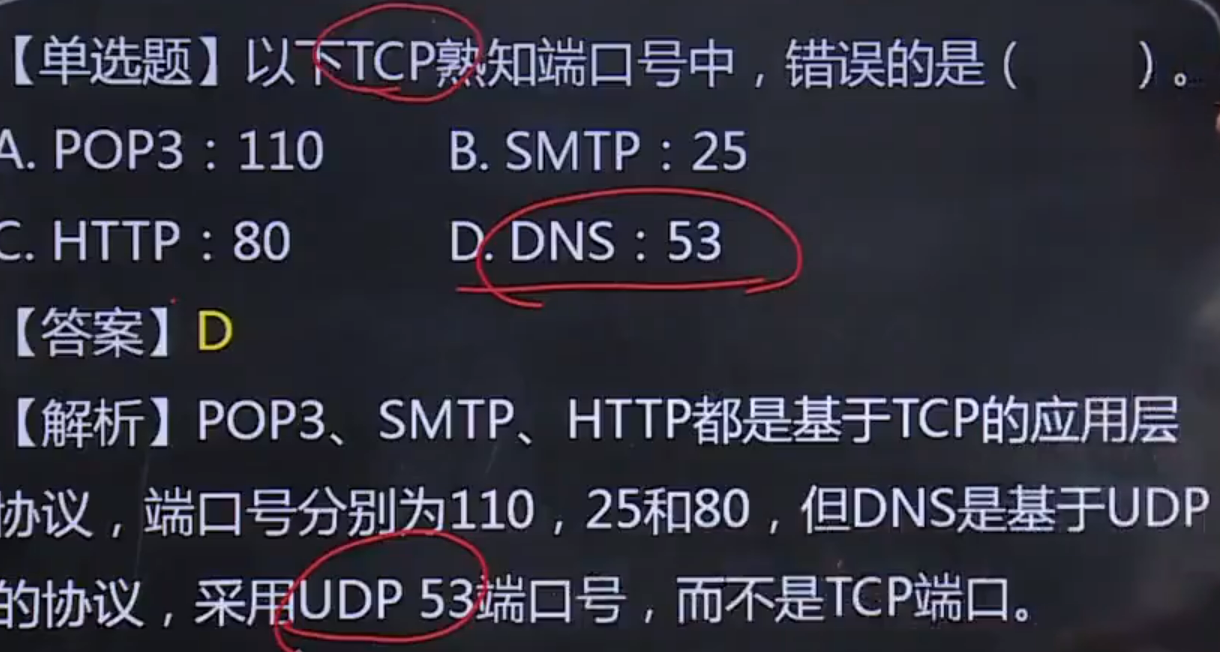 【单选题】以下TCP熟知端口号中，错误的是（　　）。
A. POP3：110　　B. SMTP：25
C. HTTP：80　　D. DNS：53
【答案】D
【解析】POP3、SMTP、HTTP都是基于TCP的应用层
协议，端口号分别为110，25和80，但DNS是基于UDP
的协议，采用UDP 53端口号，而不是TCP端口。